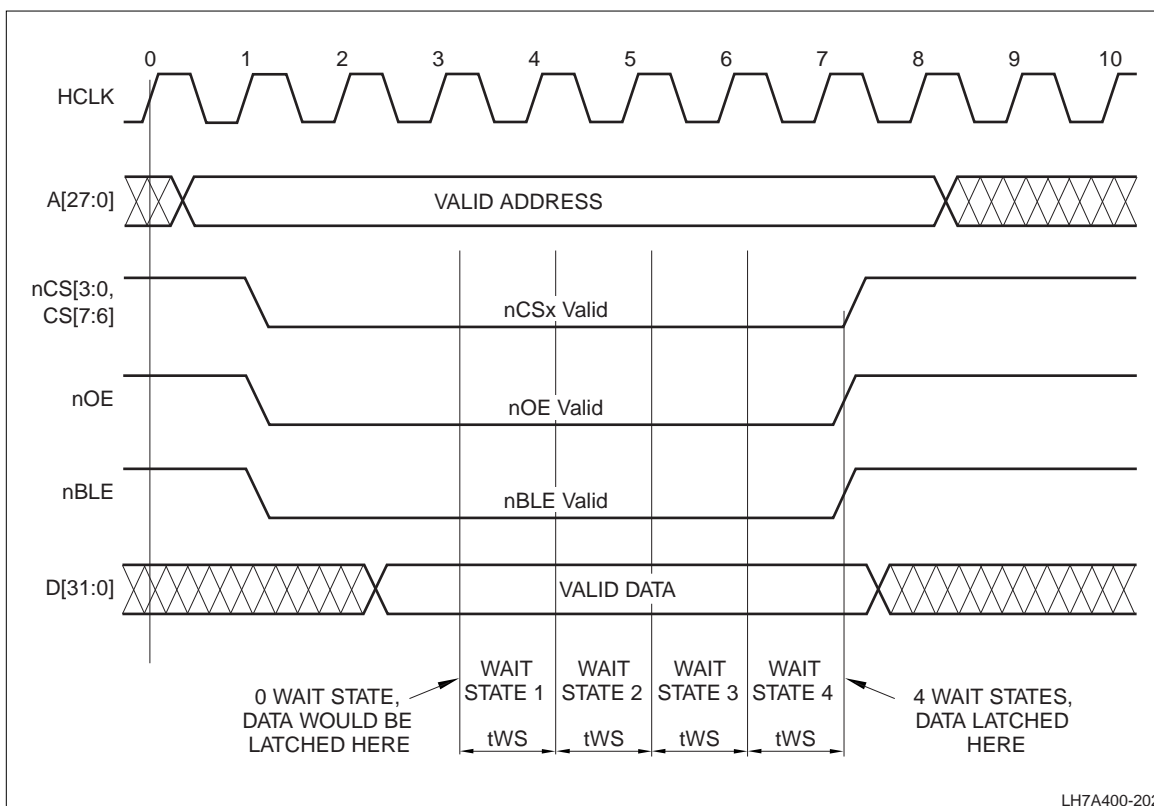 0 1 2 3 4 5 6 7 8 9 10
HCLK
A[27:0]
VALID ADDRESS
nCS[3:0,
CS[7:6]
nCSx Valid
nOE
nOE Valid
nBLE
nBLE Valid
D[31:0]
VALID DATA
0 WAIT STATE,
DATA WOULD BE
LATCHED HERE
WAIT
STATE 1
WAIT
STATE 2
WAIT
STATE 3
WAIT
STATE 4
4 WAIT STATES,
DATA LATCHED
HERE
tWS tWS tWS tWS
LH7A400-202